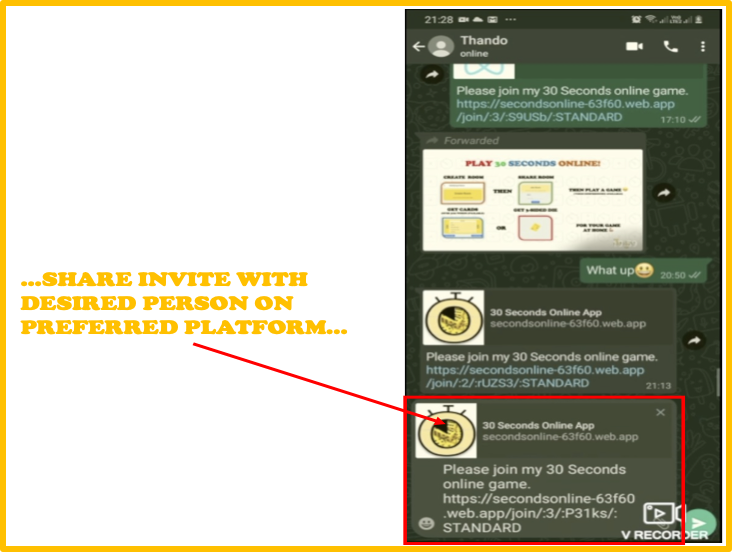 21:28
Thando
online
Please join my 30 Seconds online game.
https://secondsonline-63f60.web.app
/join/:3/:S9USb/:STANDARD
17:10
Forwarded
PLAY 30 SECONDS ONLINE!
CREATE ROOM
SHARE ROOM
THEN
THEN PLAY A GAME
GET CARDS
GET 3-SIDED DIE
OR
FOR YOUR GAME
AT HOME
What up😃
20:50
...SHARE INVITE WITH
DESIRED PERSON ON
PREFERRED PLATFORM...
30 Seconds Online App
secondsonline-63f60.web.app
Please join my 30 Seconds online game.
https://secondsonline-63f60.web.app
/join/:2/:rUZS3/:STANDARD
21:13
30 Seconds Online App
secondsonline-63f60.web.app
Please join my 30 Seconds
online game.
https://secondsonline-63f60
.web.app/join/:3/:P31ks/:
STANDARD
V RECORDER